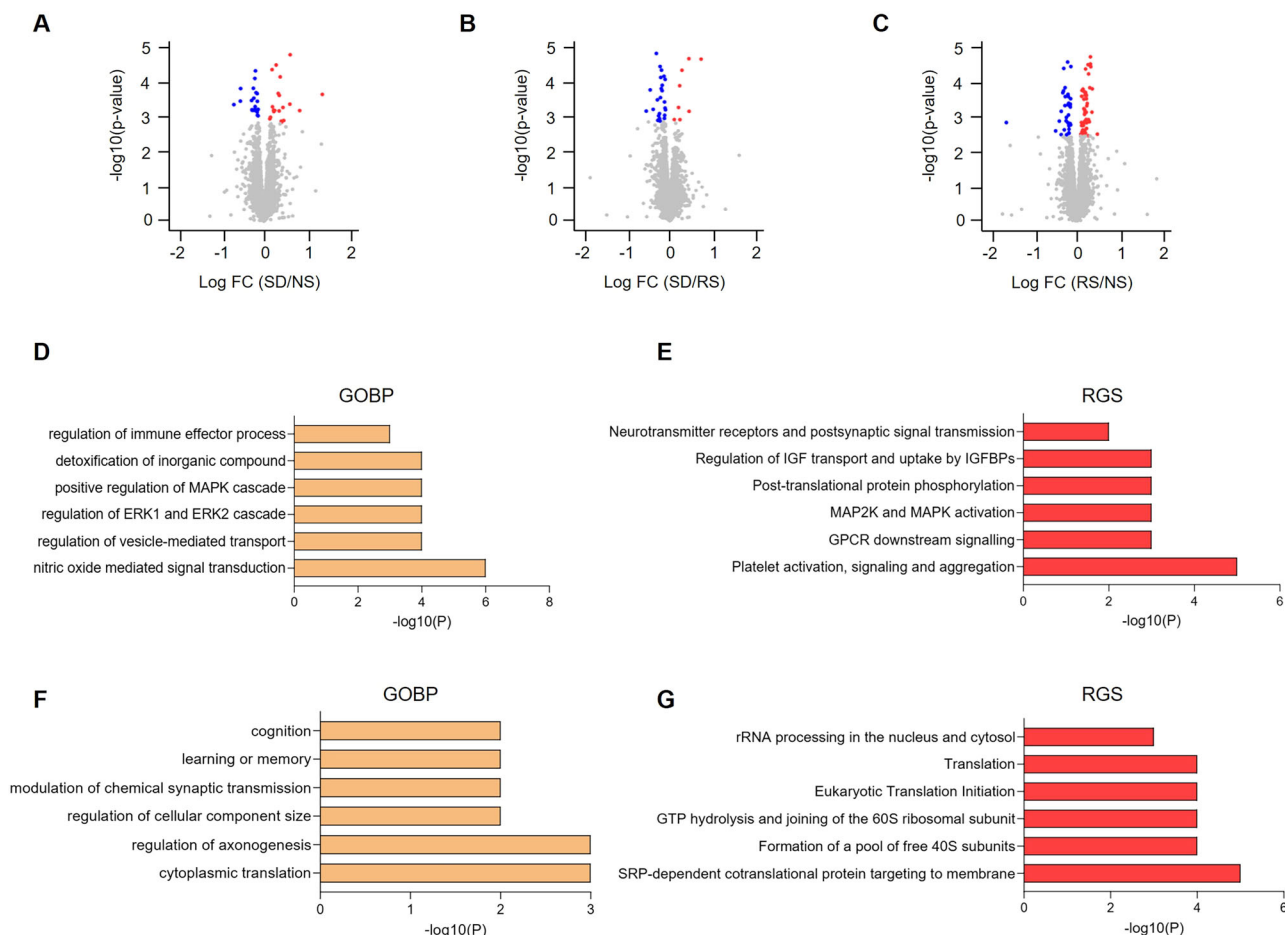 A
B
C
5
4
3
2
1
0
-log10(p-value)
-2
-1
0
1
2
Log FC (SD/NS)
5
4
3
2
1
0
-log10(p-value)
-2
-1
0
1
2
Log FC (SD/RS)
5
4
3
2
1
0
-log10(p-value)
-2
-1
0
1
2
Log FC (RS/NS)
D
GOBP
regulation of immune effector process
detoxification of inorganic compound
positive regulation of MAPK cascade
regulation of ERK1 and ERK2 cascade
regulation of vesicle-mediated transport
nitric oxide mediated signal transduction
0
2
4
6
8
-log10(P)
E
RGS
Neurotransmitter receptors and postsynaptic signal transmission
Regulation of IGF transport and uptake by IGFBPs
Post-translational protein phosphorylation
MAP2K and MAPK activation
GPCR downstream signalling
Platelet activation, signaling and aggregation
0
2
4
6
-log10(P)
F
GOBP
cognition
learning or memory
modulation of chemical synaptic transmission
regulation of cellular component size
regulation of axonogenesis
cytoplasmic translation
0
1
2
3
-log10(P)
G
RGS
rRNA processing in the nucleus and cytosol
Translation
Eukaryotic Translation Initiation
GTP hydrolysis and joining of the 60S ribosomal subunit
Formation of a pool of free 40S subunits
SRP-dependent cotranslational protein targeting to membrane
0
2
4
6
-log10(P)